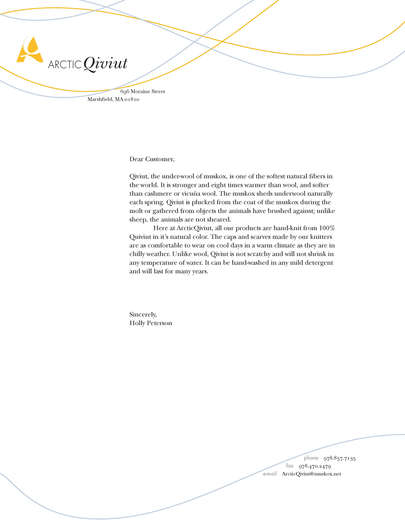 ARCTIC Qiviut
696 Moraine Street
Marshfield, MA 02820
Dear Customer,
Qiviut, the under-wool of muskox, is one of the softest natural fibers in
the world. It is stronger and eight times warmer than wool, and softer
than cashmere or vicuña wool. The muskox sheds underwool naturally
each spring. Qiviut is plucked from the coat of the muskox during the
molt or gathered from objects the animals have brushed against; unlike
sheep, the animals are not sheared.
Here at ArcticQiviut, all our products are hand-knit from 100%
Quiviut in it's natural color. The caps and scarves made by our knitters
are as comfortable to wear on cool days in a warm climate as they are in
chilly weather. Unlike wool, Qiviut is not scratchy and will not shrink in
any temperature of water. It can be hand-washed in any mild detergent
and will last for many years.
Sincerely,
Holly Peterson
phone 978.857.7135
fax 978.470.2479
e-mail ArcticQiviut@muskox.net